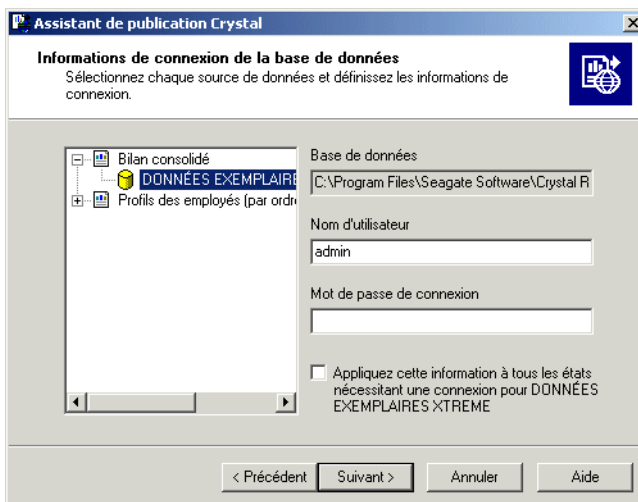 Assistant de publication Crystal
Informations de connexion de la base de données
Sélectionnez chaque source de données et définissez les informations de
connexion.
Bilan consolidé
DONNÉES EXEMPLAIRE
Profils des employés (par ordr
Base de données
C:\Program Files\Seagate Software\Crystal R
Nom d'utilisateur
admin
Mot de passe de connexion
Appliquez cette information à tous les états
nécessitant une connexion pour DONNÉES
EXEMPLAIRES XTREME
< Précédent
Suivant >
Annuler
Aide